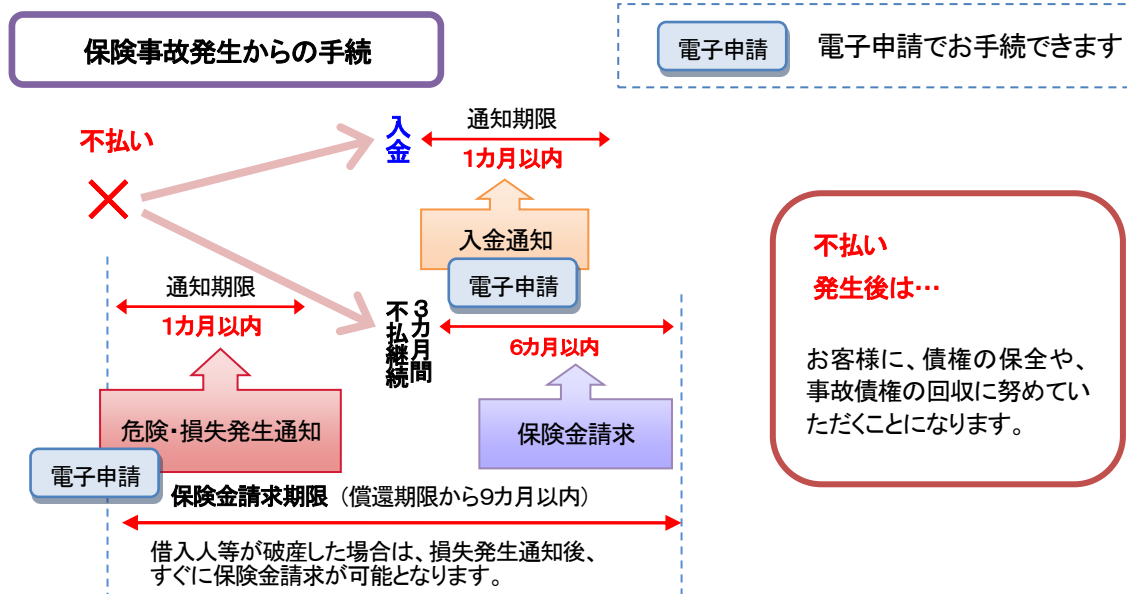 保険事故発生からの手続
電子申請
電子申請でお手続できます
不払い
入金
通知期限
1カ月以内
入金通知
電子申請
通知期限
1カ月以内
危険・損失発生通知
電子申請
3カ月間
不払継続
6カ月以内
保険金請求
保険金請求期限（償還期限から9カ月以内）
借入人等が破産した場合は、損失発生通知後、
すぐに保険金請求が可能となります。
不払い
発生後は…
お客様に、債権の保全や、
事故債権の回収に努めてい
ただくことになります。